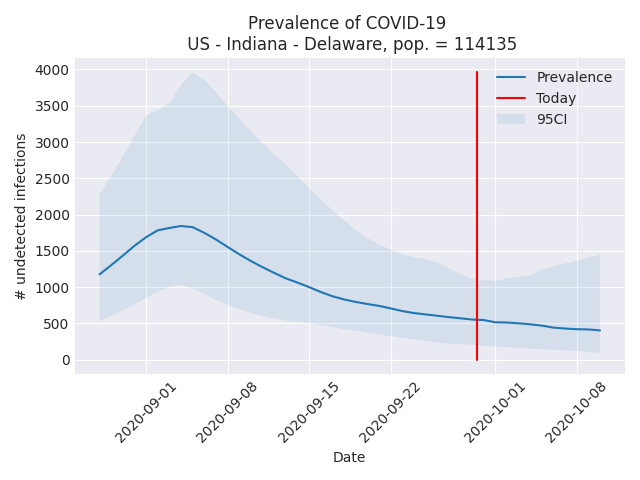 Prevalence of COVID-19
US - Indiana - Delaware, pop. = 114135
Prevalence
Today
95CI
# undetected infections
4000
3500
3000
2500
2000
1500
1000
500
0
2020-09-01
2020-09-08
2020-09-15
2020-09-22
2020-10-01
2020-10-08
Date